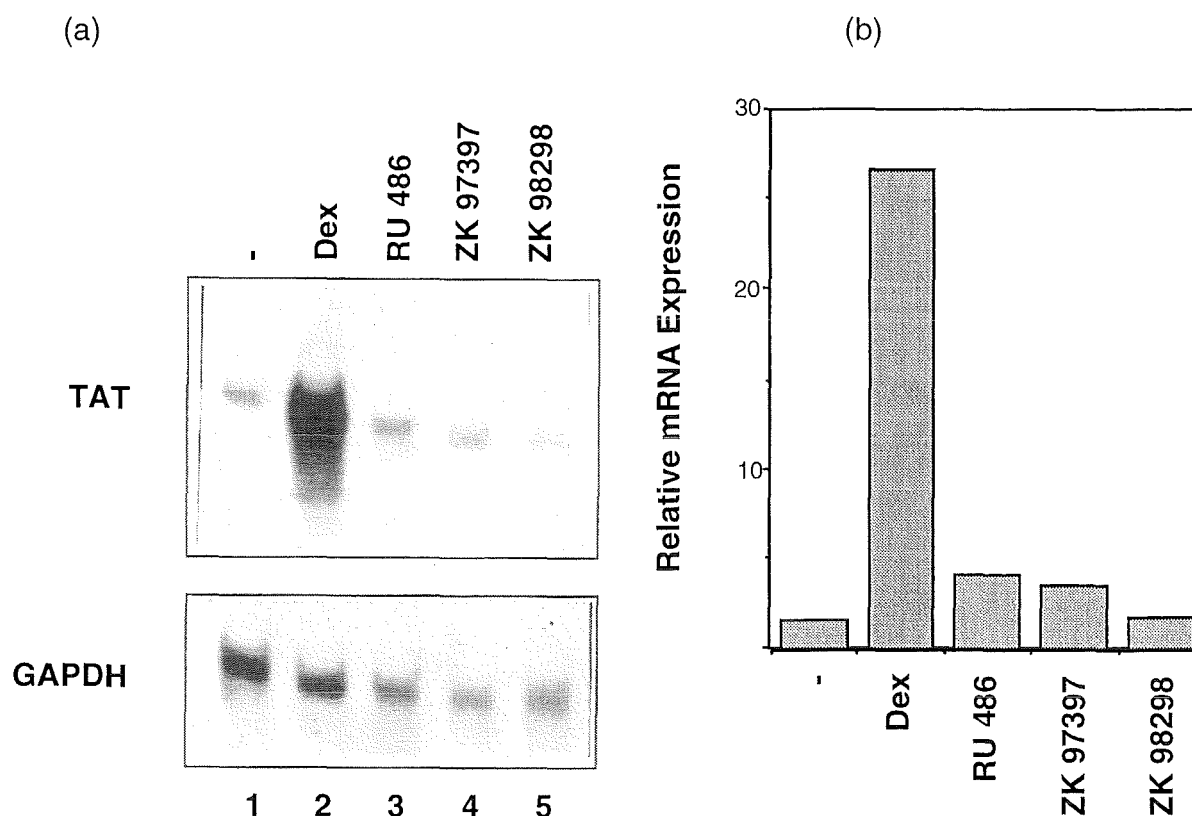 (a)
-
Dex
RU 486
ZK 97397
ZK 98298
TAT
GAPDH
1 2 3 4 5
(b)
Relative mRNA Expression
30
20
10
-
Dex
RU 486
ZK 97397
ZK 98298